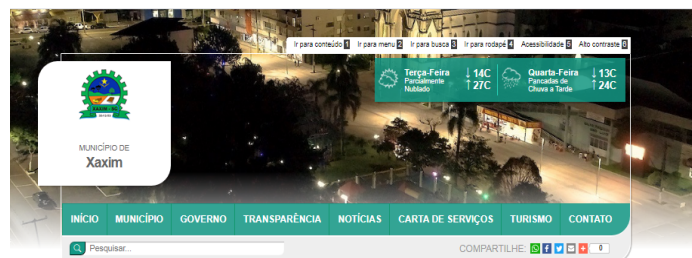 Ir para conteúdo 1 Ir para menu 2 Ir para busca 3 Ir para rodapé 4 Acessibilidade 5 Alto contraste 6
Terça-Feira
Parcialmente
Nublado
↓ 14C
↑ 27C
Quarta-Feira
Pancadas de
Chuva a Tarde
↓ 13C
↑ 24C
XAXIM - SC
MUNICÍPIO DE
Xaxim
INÍCIO MUNICÍPIO GOVERNO TRANSPARÊNCIA NOTÍCIAS CARTA DE SERVIÇOS TURISMO CONTATO
Pesquisar...
COMPARTILHE: 0